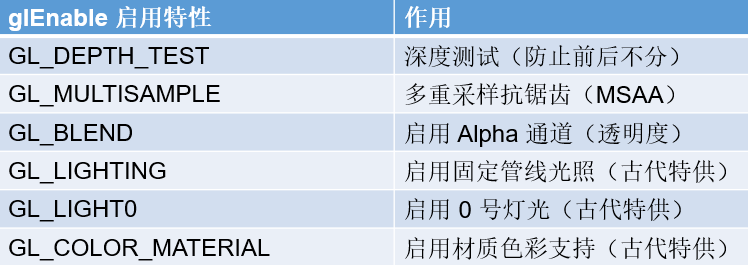 glEnable 启用特性 作用
GL_DEPTH_TEST 深度测试（防止前后不分）
GL_MULTISAMPLE 多重采样抗锯齿（MSAA）
GL_BLEND 启用 Alpha 通道（透明度）
GL_LIGHTING 启用固定管线光照（古代特供）
GL_LIGHT0 启用 0 号灯光（古代特供）
GL_COLOR_MATERIAL 启用材质色彩支持（古代特供）